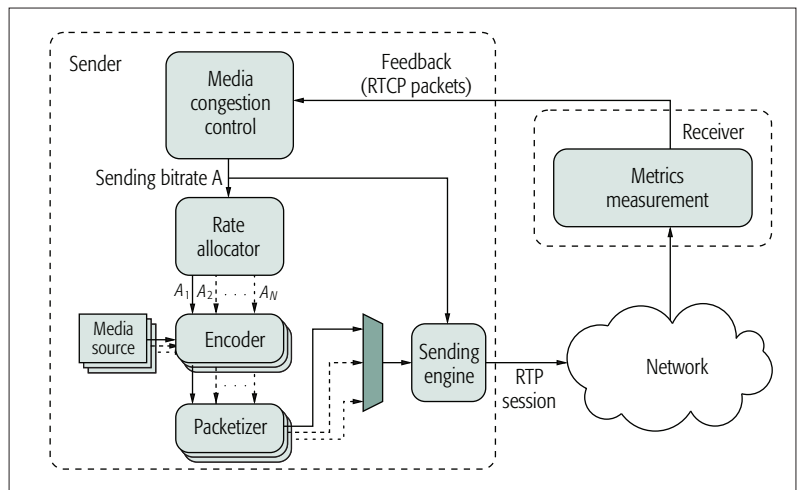 Sender
Media
congestion
control
Feedback
(RTCP packets)
Receiver
Metrics
measurement
Sending bitrate A
Rate
allocator
A1 A2 . . . . AN
Media
source
Encoder
. . . . .
Packetizer
Sending
engine
RTP
session
Network